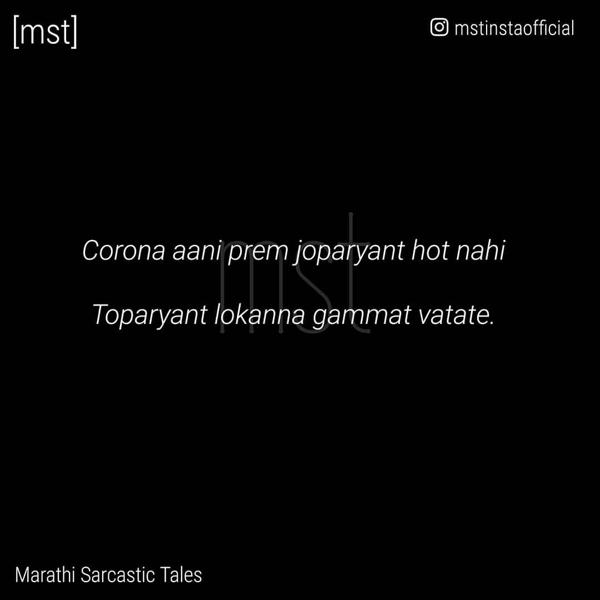 [mst]
mstinstaofficial
mst
Corona aani prem joparyant hot nahi
Toparyant lokanna gammat vatate.
Marathi Sarcastic Tales